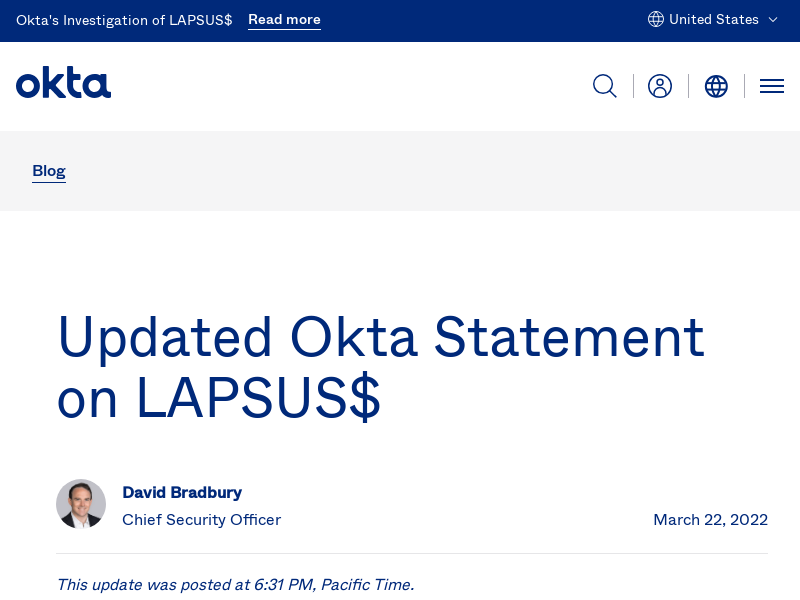 Okta's Investigation of LAPSUS$ Read more United States
okta
Blog
Updated Okta Statement
on LAPSUS$
David Bradbury
Chief Security Officer March 22, 2022
This update was posted at 6:31 PM, Pacific Time.